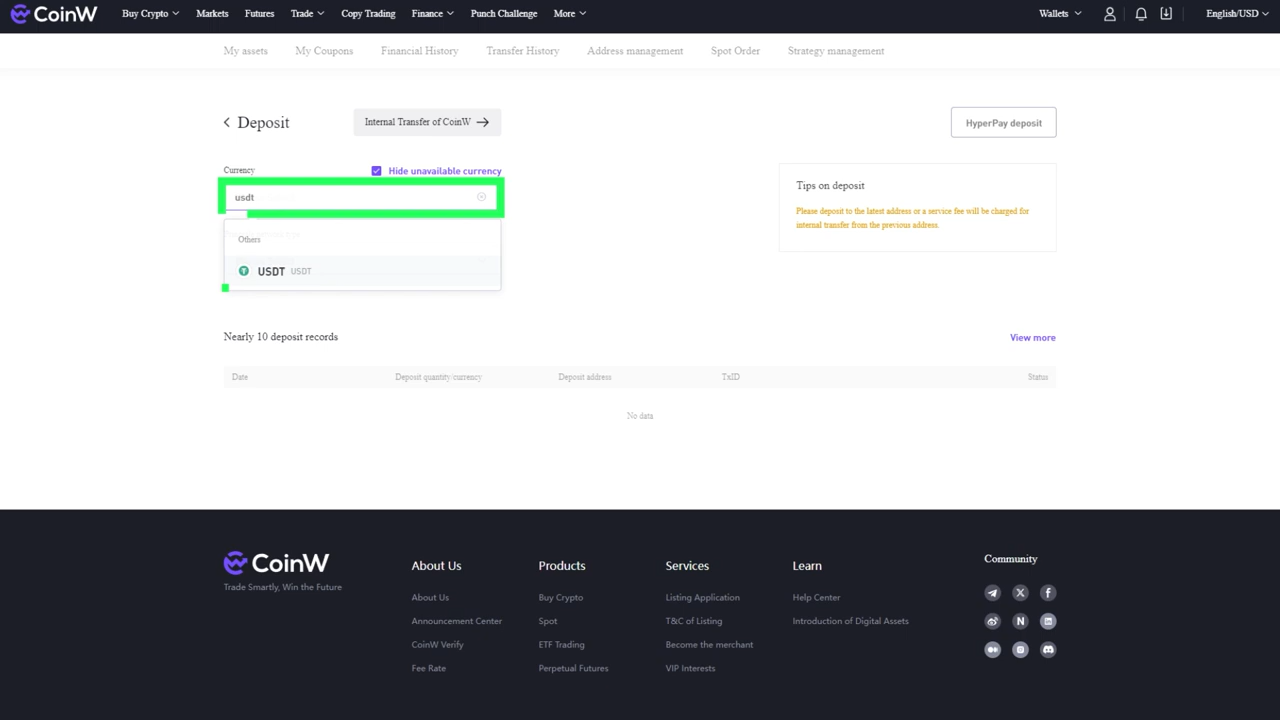 CoinW Buy Crypto Markets Futures Trade Copy Trading Finance Punch Challenge More Wallets English/USD
My assets My Coupons Financial History Transfer History Address management Spot Order Strategy management
Deposit Internal Transfer of CoinW HyperPay deposit
Currency Hide unavailable currency
usdt
Others
USDT USDT
Tips on deposit
Please deposit to the latest address or a service fee will be charged for
internal transfer from the previous address.
Nearly 10 deposit records View more
Date Deposit quantity/currency Deposit address TxID Status
No data
CoinW
Trade Smartly, Win the Future
About Us
About Us
Announcement Center
CoinW Verify
Fee Rate
Products
Buy Crypto
Spot
ETF Trading
Perpetual Futures
Services
Listing Application
T&C of Listing
Become the merchant
VIP Interests
Learn
Help Center
Introduction of Digital Assets
Community